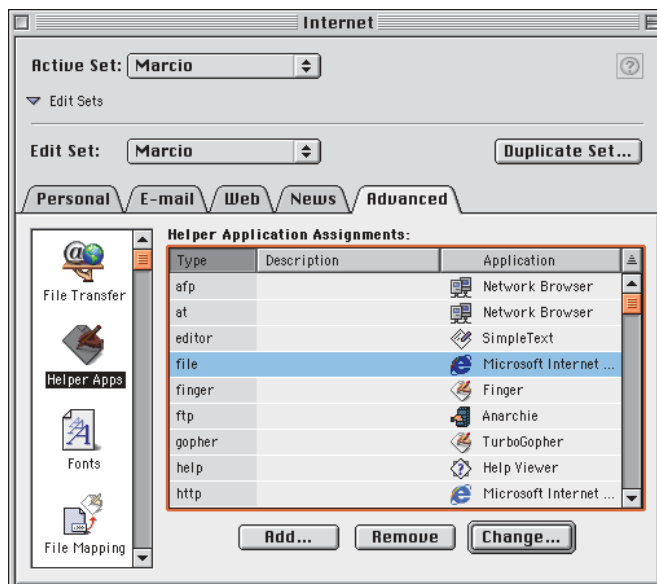 Internet
Active Set: Marcio
?
Edit Sets
Edit Set: Marcio Duplicate Set...
Personal E-mail Web News Advanced
File Transfer
Helper Apps
Fonts
File Mapping
Helper Application Assignments:
Type Description Application
afp Network Browser
at Network Browser
editor SimpleText
file Microsoft Internet ...
finger Finger
ftp Anarchie
gopher TurboGopher
help Help Viewer
http Microsoft Internet ...
Add... Remove Change...